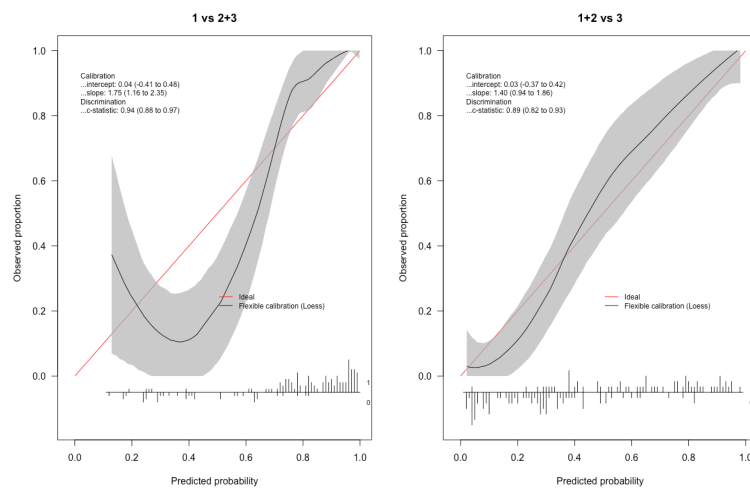 1 vs 2+3
1.0
0.8
0.6
0.4
0.2
0.0
Observed proportion
Calibration
...intercept: 0.04 (-0.41 to 0.48)
...slope: 1.75 (1.16 to 2.35)
Discrimination
...c-statistic: 0.94 (0.88 to 0.97)
Ideal
Flexible calibration (Loess)
1
0
0.0 0.2 0.4 0.6 0.8 1.0
Predicted probability
1+2 vs 3
1.0
0.8
0.6
0.4
0.2
0.0
Observed proportion
Calibration
...intercept: 0.03 (-0.37 to 0.42)
...slope: 1.40 (0.94 to 1.86)
Discrimination
...c-statistic: 0.89 (0.82 to 0.93)
Ideal
Flexible calibration (Loess)
0.0 0.2 0.4 0.6 0.8 1.0
Predicted probability